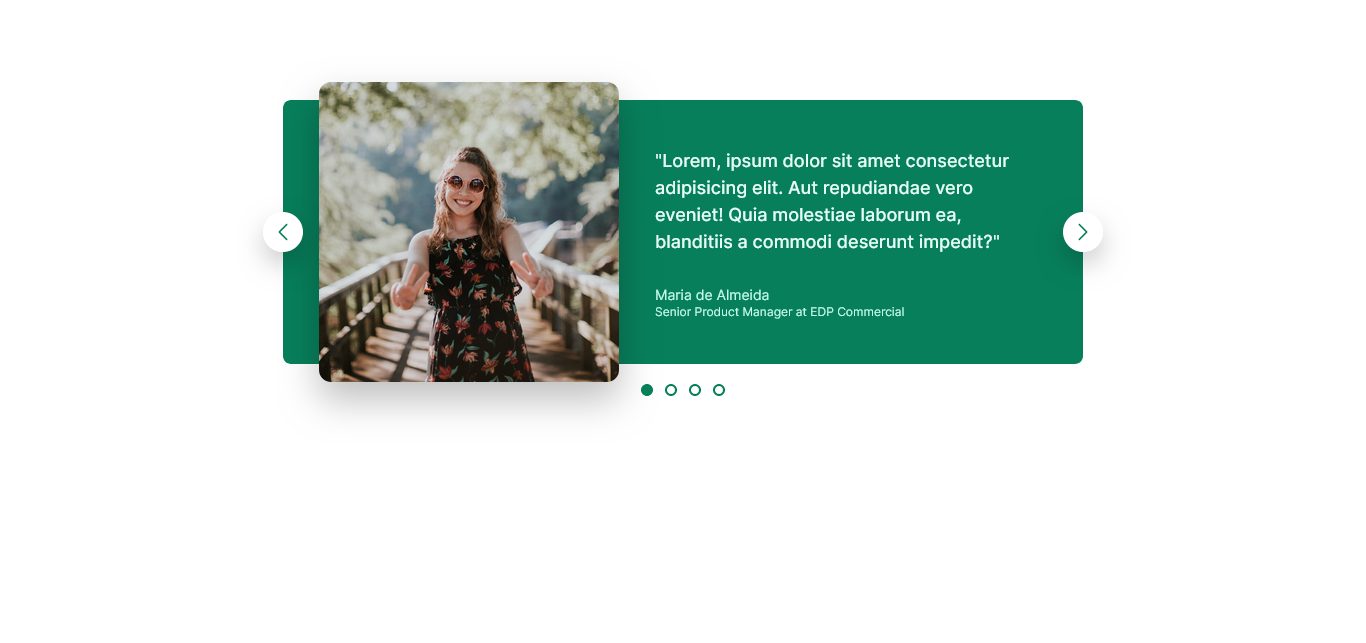 "Lorem, ipsum dolor sit amet consectetur
adipisicing elit. Aut repudiandae vero
eveniet! Quia molestiae laborum ea,
blanditiis a commodi deserunt impedit?"
Maria de Almeida
Senior Product Manager at EDP Commercial